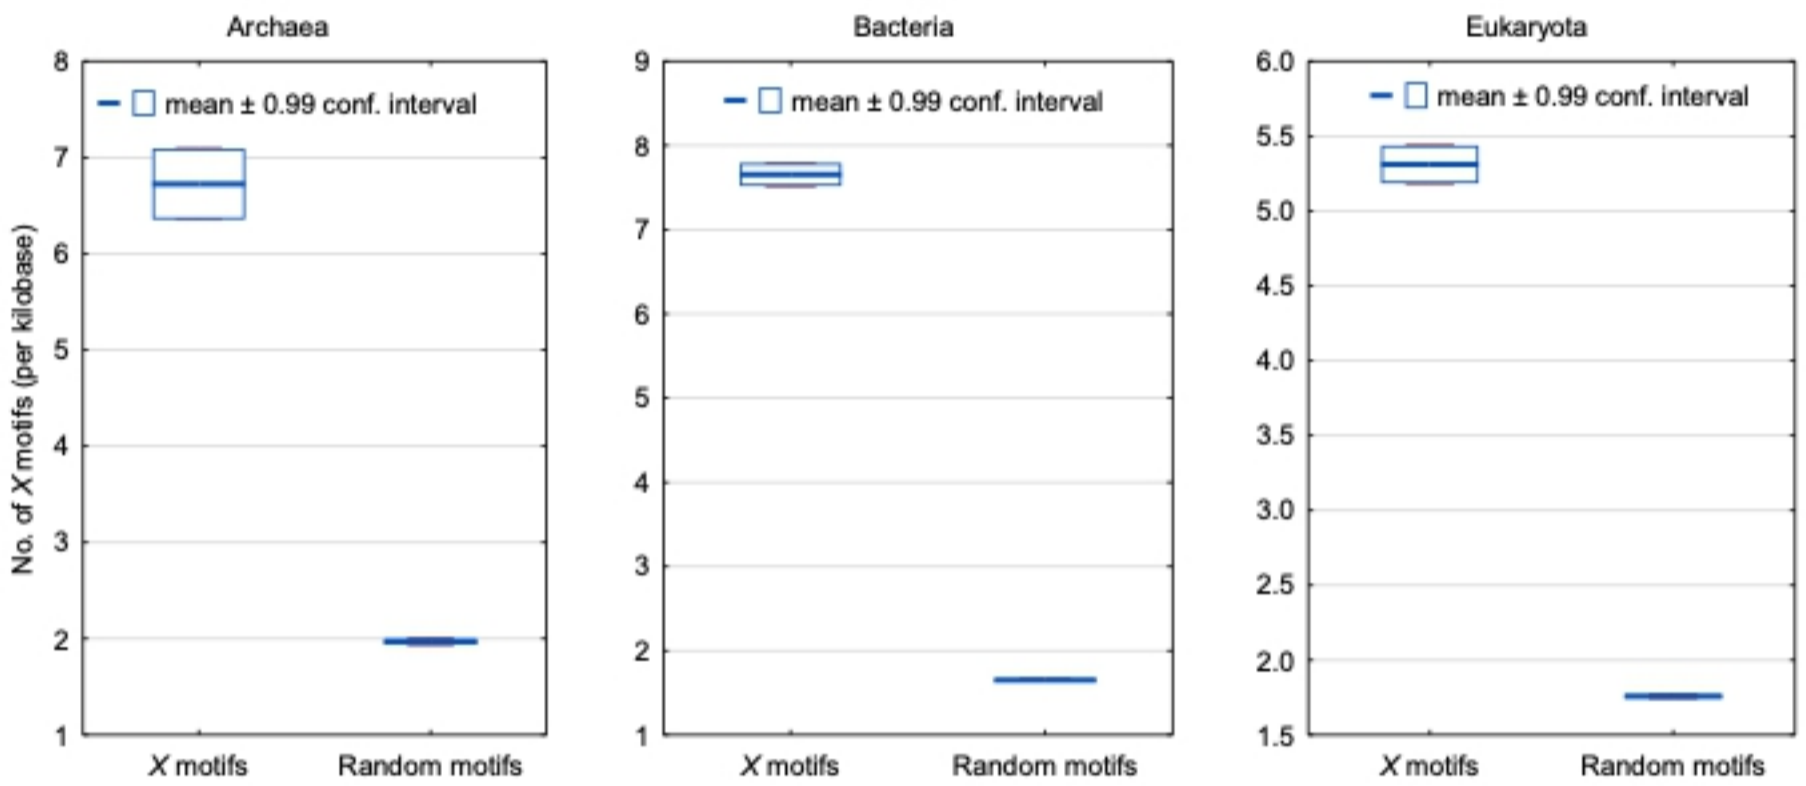 Archaea
Bacteria
Eukaryota
No. of X motifs (per kilobase)
8
7
6
5
4
3
2
1
mean ± 0.99 conf. interval
X motifs
Random motifs
9
8
7
6
5
4
3
2
1
mean ± 0.99 conf. interval
X motifs
Random motifs
6.0
5.5
5.0
4.5
4.0
3.5
3.0
2.5
2.0
1.5
mean ± 0.99 conf. interval
X motifs
Random motifs